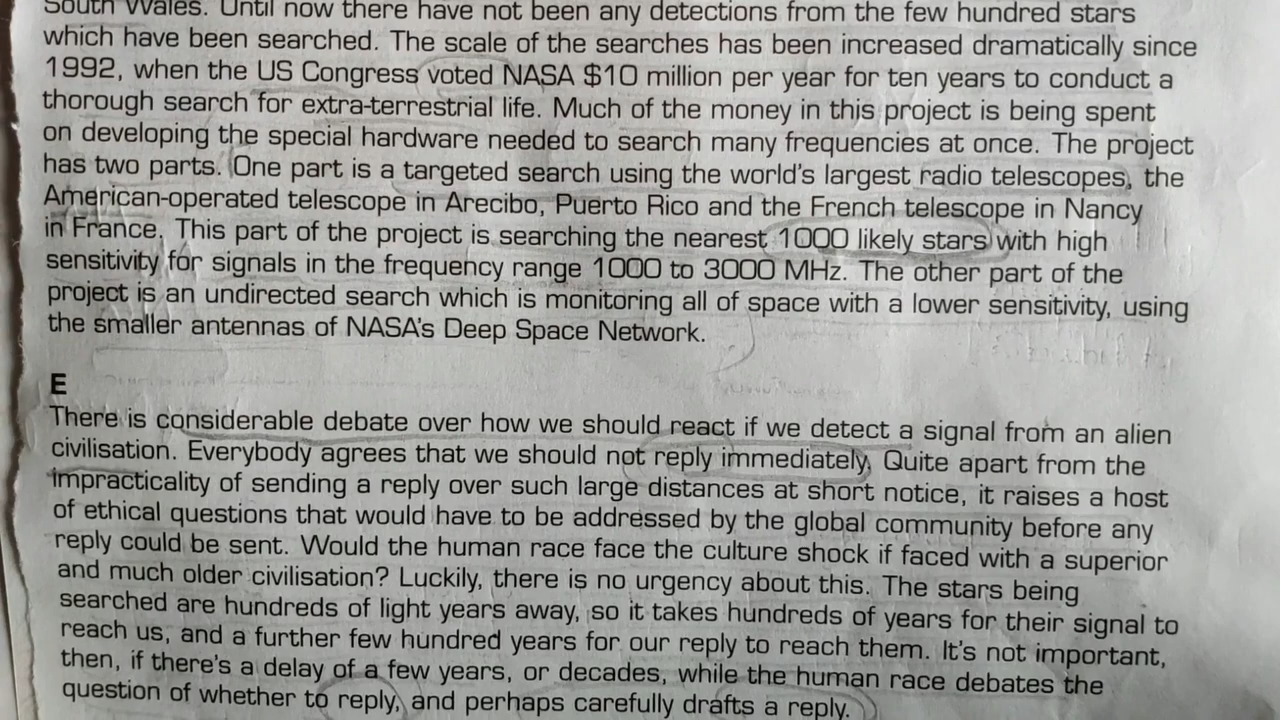 South Wales. Until now there have not been any detections from the few hundred stars
which have been searched. The scale of the searches has been increased dramatically since
1992, when the US Congress voted NASA $10 million per year for ten years to conduct a
thorough search for extra-terrestrial life. Much of the money in this project is being spent
on developing the special hardware needed to search many frequencies at once. The project
has two parts. One part is a targeted search using the world's largest radio telescopes, the
American-operated telescope in Arecibo, Puerto Rico and the French telescope in Nancy
in France. This part of the project is searching the nearest 1000 likely stars with high
sensitivity for signals in the frequency range 1000 to 3000 MHz. The other part of the
project is an undirected search which is monitoring all of space with a lower sensitivity, using
the smaller antennas of NASA's Deep Space Network.
E
There is considerable debate over how we should react if we detect a signal from an alien
civilisation. Everybody agrees that we should not reply immediately. Quite apart from the
impracticality of sending a reply over such large distances at short notice, it raises a host
of ethical questions that would have to be addressed by the global community before any
reply could be sent. Would the human race face the culture shock if faced with a superior
and much older civilisation? Luckily, there is no urgency about this. The stars being
searched are hundreds of light years away, so it takes hundreds of years for their signal to
reach us, and a further few hundred years for our reply to reach them. It's not important,
then, if there's a delay of a few years, or decades, while the human race debates the
question of whether to reply, and perhaps carefully drafts a reply.